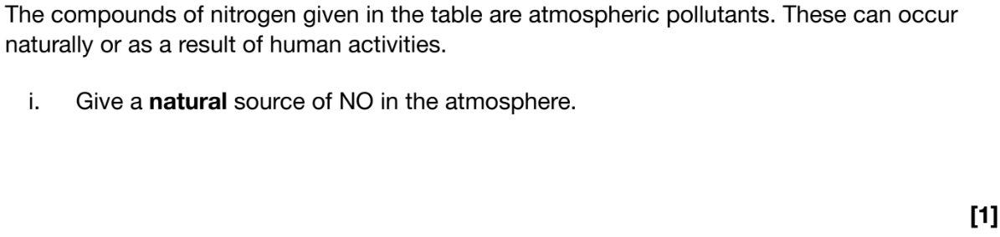 The compounds of nitrogen given in the table are atmospheric pollutants. These can occur
naturally or as a result of human activities.
i. Give a natural source of NO in the atmosphere.
[1]